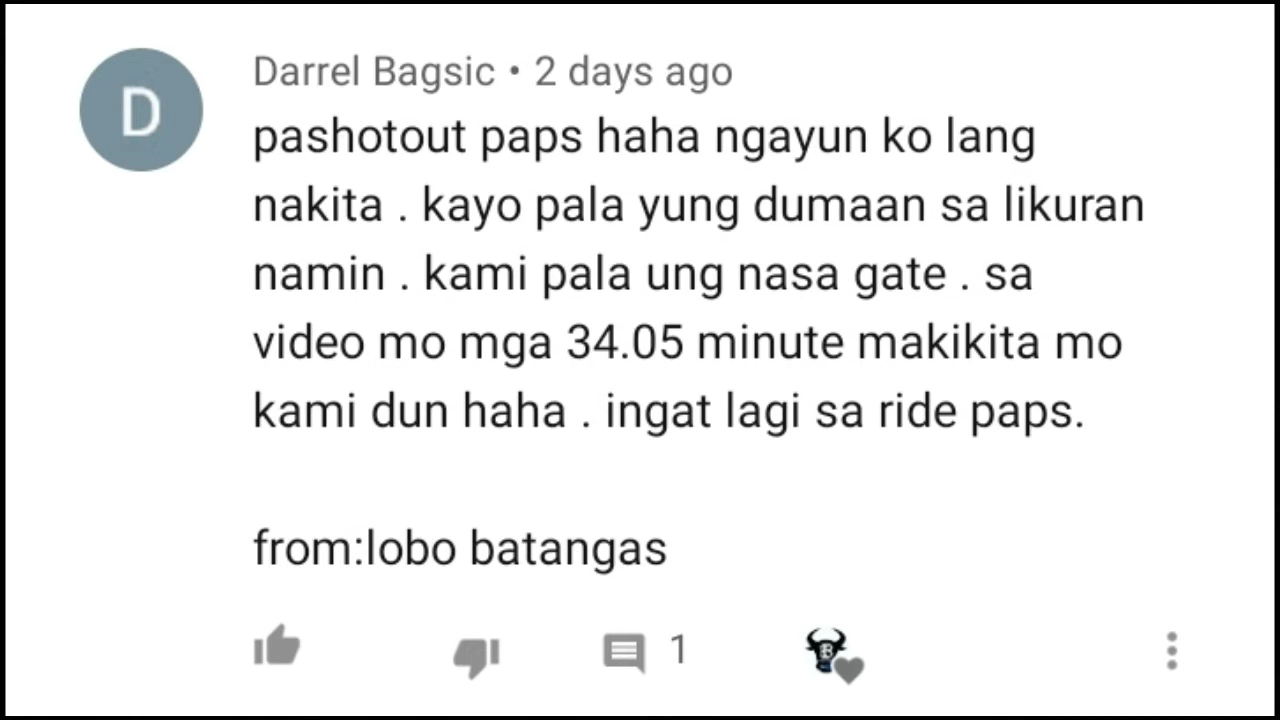 D
Darrel Bagsic • 2 days ago
pashotout paps haha ngayun ko lang
nakita . kayo pala yung dumaan sa likuran
namin . kami pala ung nasa gate . sa
video mo mga 34.05 minute makikita mo
kami dun haha . ingat lagi sa ride paps.
from:lobo batangas
1
B